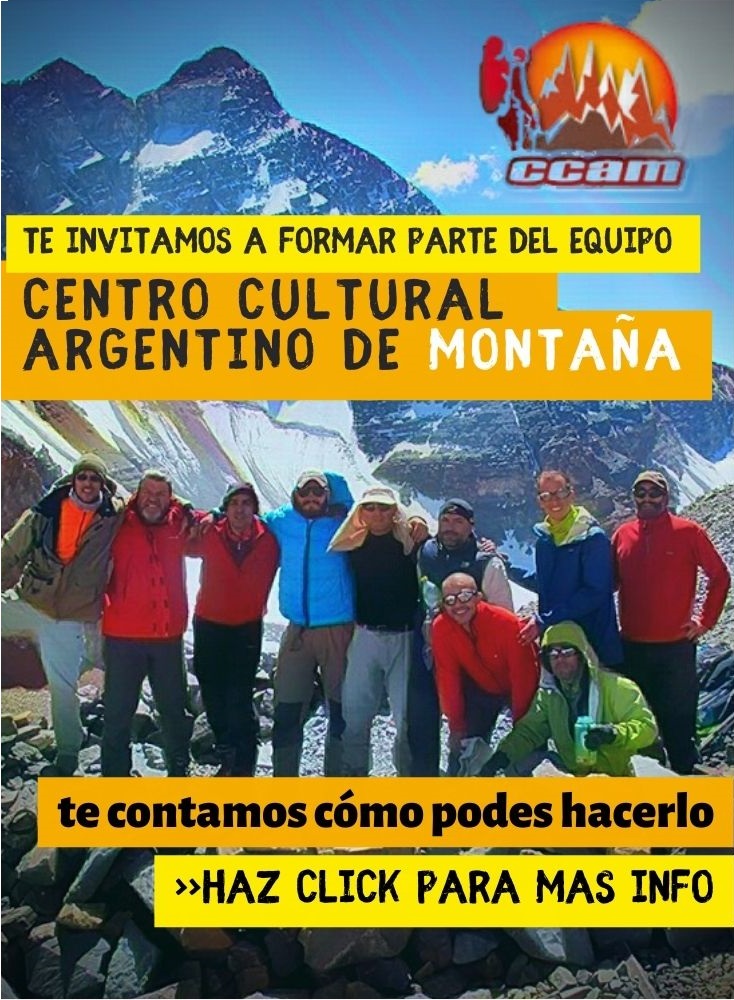 ccam
TE INVITAMOS A FORMAR PARTE DEL EQUIPO
CENTRO CULTURAL
ARGENTINO DE MONTAÑA
te contamos cómo podes hacerlo
>>HAZ CLICK PARA MAS INFO